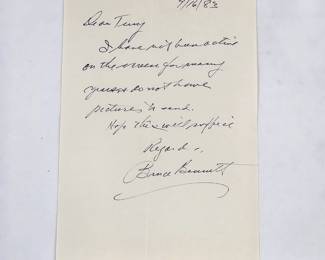 9/16/83
Dear Terry
I have not been active
on the screen for many
years so do not have
pictures to send.
Hope this will suffice
Regards,
Bruce Bennett